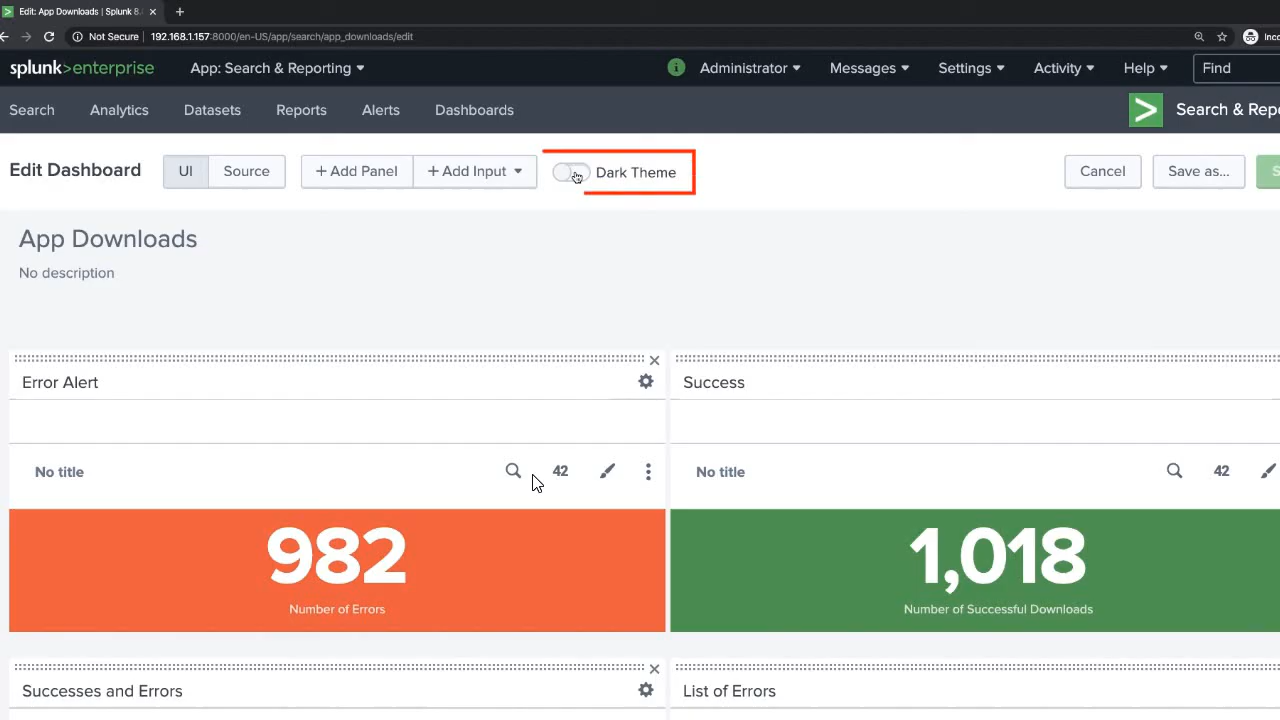 Edit: App Downloads | Splunk 8.
Not Secure | 192.168.1.157:8000/en-US/app/search/app_downloads/edit
splunk>enterprise App: Search & Reporting Administrator Messages Settings Activity Help Find
Search Analytics Datasets Reports Alerts Dashboards Search &
Edit Dashboard UI Source + Add Panel + Add Input Dark Theme Cancel Save as...
App Downloads
No description
Error Alert Success
No title 42 No title 42
982 1,018
Number of Errors Number of Successful Downloads
Successes and Errors List of Errors